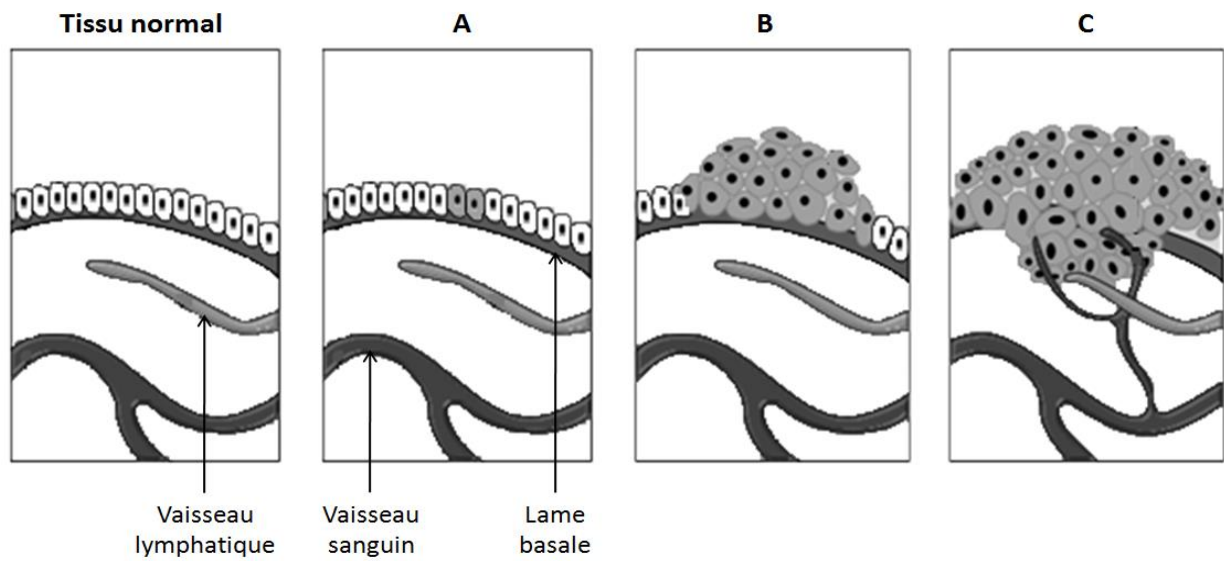 Tissu normal
A
B
C
Vaisseau
lymphatique
Vaisseau
sanguin
Lame
basale